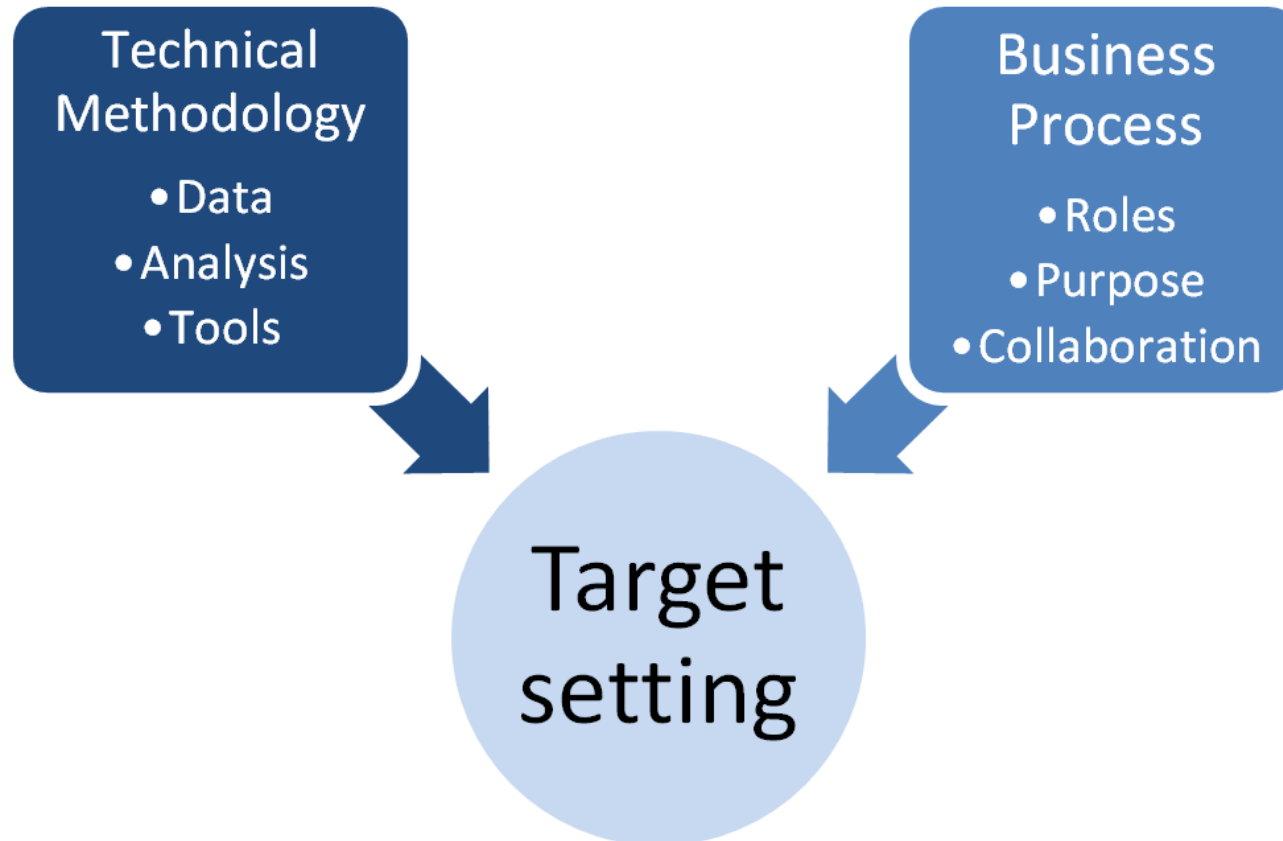 Technical
Methodology
• Data
• Analysis
• Tools
Business
Process
• Roles
• Purpose
• Collaboration
Target
setting